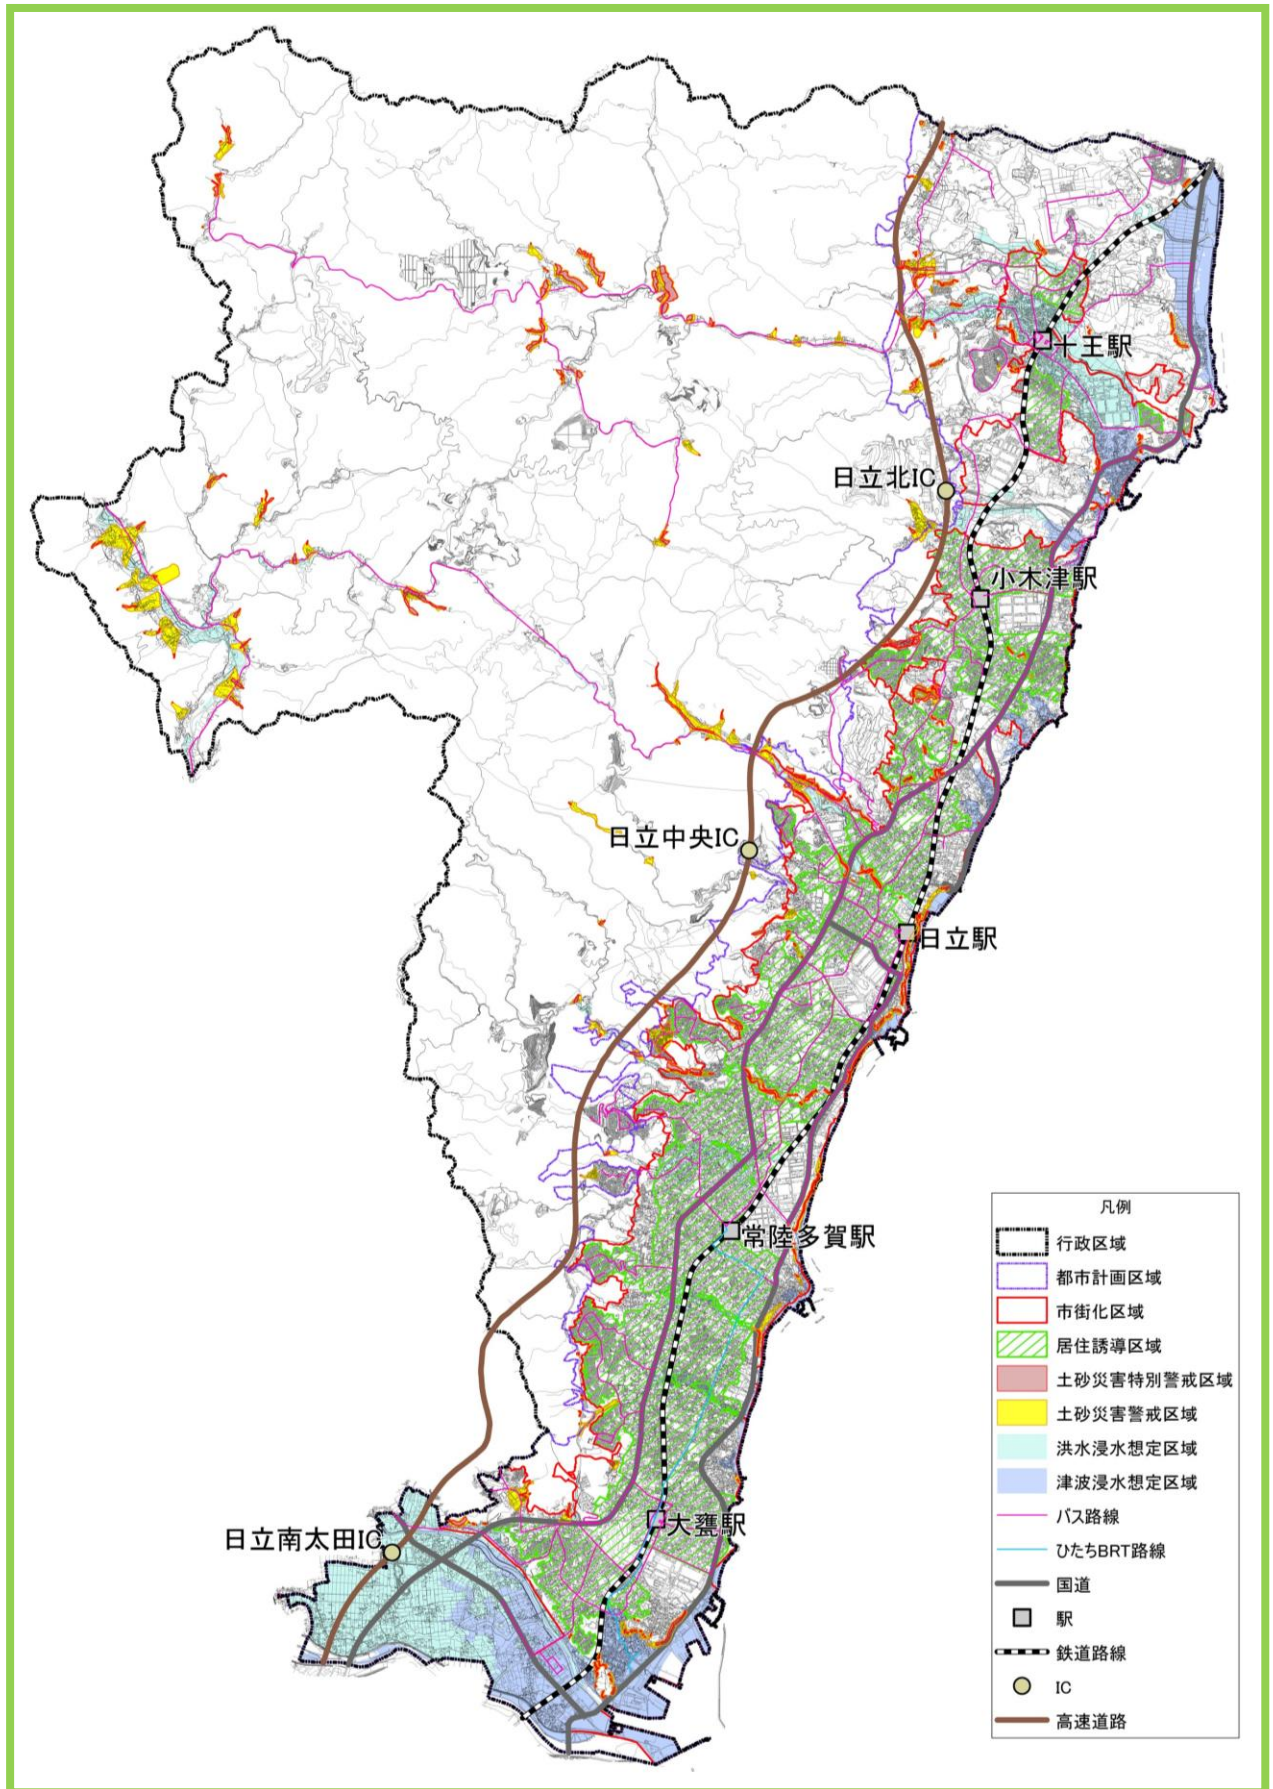 十王駅
日立北IC
小木津駅
日立中央IC
日立駅
常陸多賀駅
大甕駅
日立南太田IC
凡例
行政区域
都市計画区域
市街化区域
居住誘導区域
土砂災害特別警戒区域
土砂災害警戒区域
洪水浸水想定区域
津波浸水想定区域
バス路線
ひたちBRT路線
国道
駅
鉄道路線
IC
高速道路